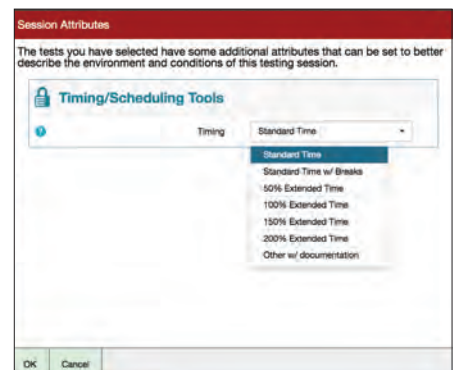 Session Attributes
The tests you have selected have some additional attributes that can be set to better
describe the environment and conditions of this testing session.
Timing/Scheduling Tools
?
Timing Standard Time
Standard Time
Standard Time w/ Breaks
50% Extended Time
100% Extended Time
150% Extended Time
200% Extended Time
Other w/ documentation
OK Cancel